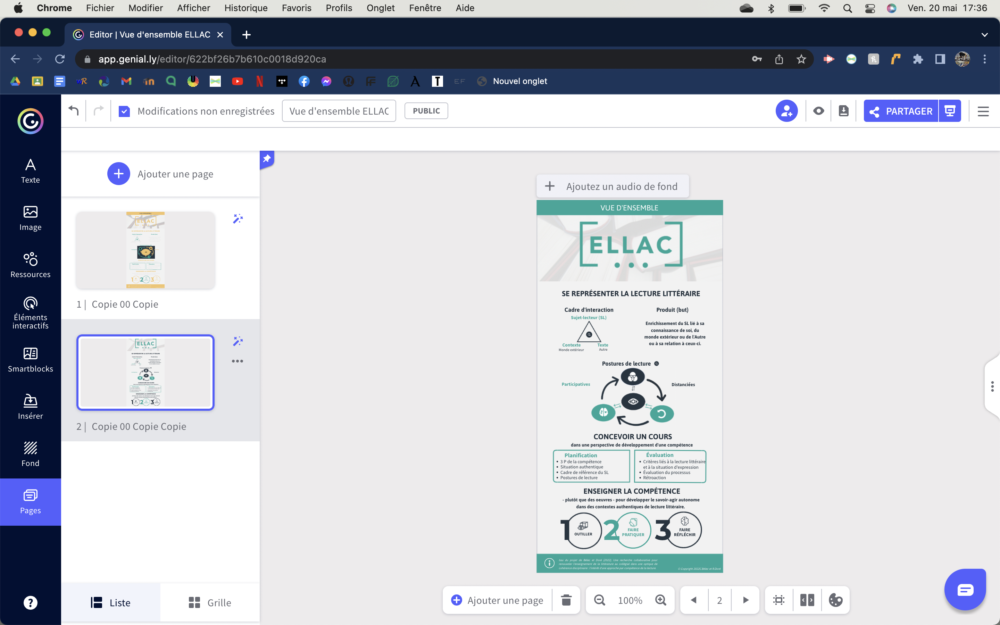 Chrome Fichier Modifier Afficher Historique Favoris Profils Onglet Fenêtre Aide Ven. 20 mai 17:36
Editor | Vue d'ensemble ELLAC
app.genial.ly/editor/622bf26b7b610c0018d920ca
Nouvel onglet
Modifications non enregistrées Vue d'ensemble ELLAC PUBLIC PARTAGER
Texte
Image
Ressources
Éléments
interactifs
Smartblocks
Insérer
Fond
Pages
Ajouter une page
1 | Copie 00 Copie
2 | Copie 00 Copie Copie
Liste Grille
Ajoutez un audio de fond
VUE D'ENSEMBLE
ELLAC
SE REPRÉSENTER LA LECTURE LITTÉRAIRE
Cadre d'interaction
Sujet-lecteur (SL)
Contexte
Monde extérieur
Texte
Autre
Produit (but)
Enrichissement du SL lié à sa
connaissance de soi, du
monde extérieur ou de l'Autre
ou à sa relation à ceux-ci.
Postures de lecture
Participatives
Distanciées
CONCEVOIR UN COURS
dans une perspective de développement d'une compétence
Planification
• 3 P de la compétence
• Situation authentique
• Cadre de référence du SL
• Postures de lecture
Évaluation
• Critères liés à la lecture littéraire
et à la situation d'expression
• Évaluation du processus
• Rétroaction
ENSEIGNER LA COMPÉTENCE
- plutôt que des oeuvres - pour développer le savoir-agir autonome
dans des contextes authentiques de lecture littéraire.
1 OUTILLER
2 FAIRE
PRATIQUER
3 FAIRE
RÉFLÉCHIR
Issu du projet de Bélec et Doré (2022), Une recherche collaborative pour
renouveler l'enseignement de la littérature au collégial dans une optique de
cohérence disciplinaire : l'intérêt d'une approche par compétence de la lecture.
© Copyright 2022C.Bélec et R.Doré
Ajouter une page 100% 2